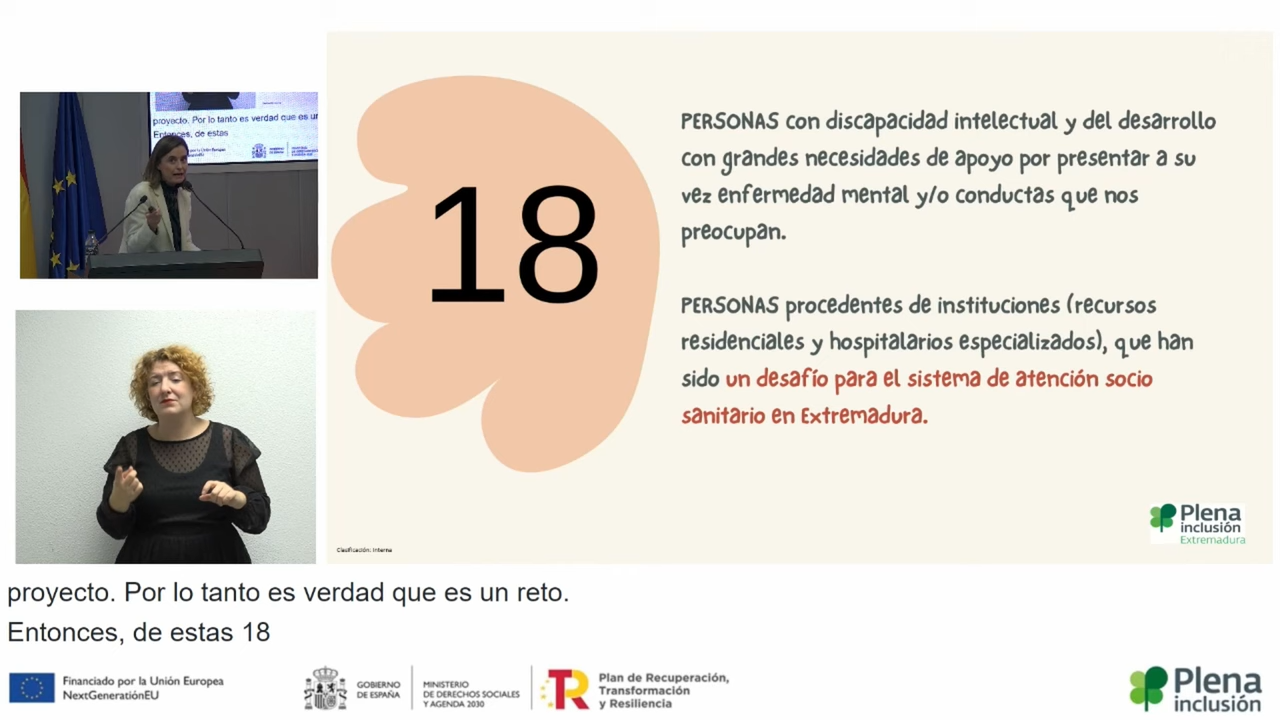 proyecto. Por lo tanto es verdad que es un
Entonces, de estas
18
PERSONAS con discapacidad intelectual y del desarrollo
con grandes necesidades de apoyo por presentar a su
vez enfermedad mental y/o conductas que nos
preocupan.
PERSONAS procedentes de instituciones (recursos
residenciales y hospitalarios especializados), que han
sido un desafío para el sistema de atención socio
sanitario en Extremadura.
Plena
inclusión
Extremadura
Clasificación: Interna
proyecto. Por lo tanto es verdad que es un reto.
Entonces, de estas 18
Financiado por la Unión Europea
NextGenerationEU
GOBIERNO
DE ESPAÑA
MINISTERIO
DE DERECHOS SOCIALES
Y AGENDA 2030
Plan de Recuperación,
Transformación
y Resiliencia
Plena
inclusión